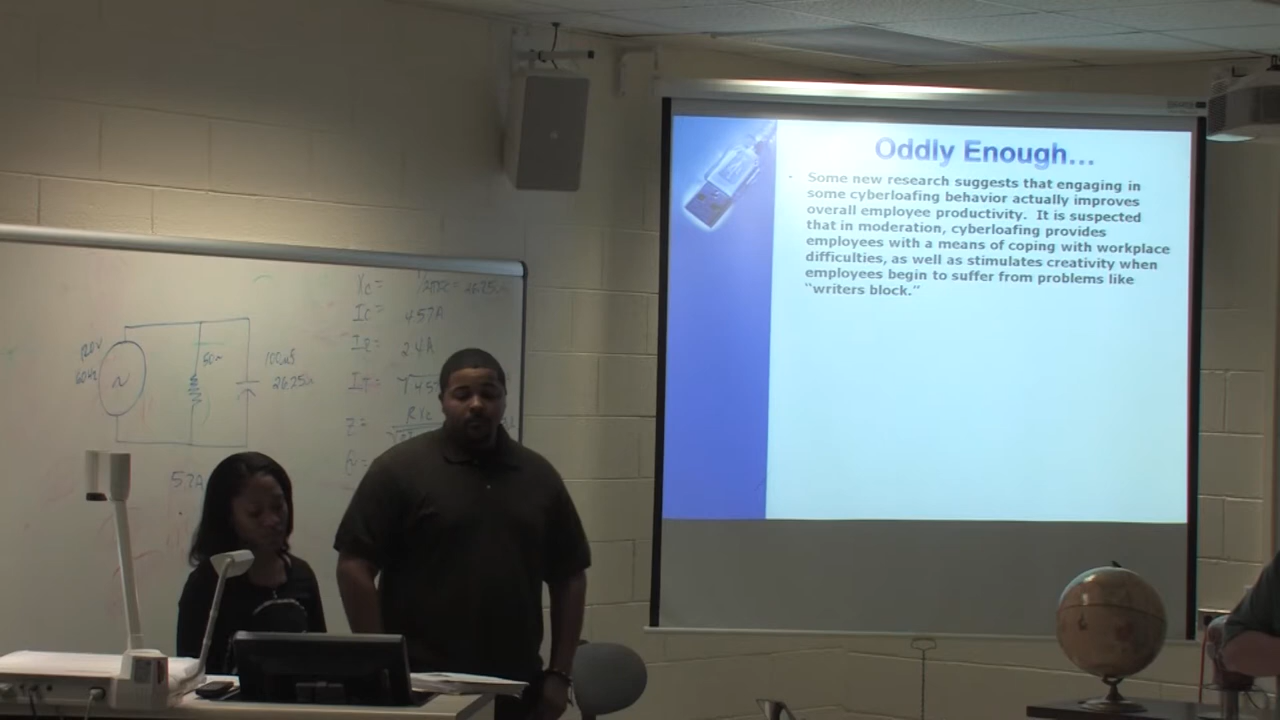 Oddly Enough...
Some new research suggests that engaging in
some cyberloafing behavior actually improves
overall employee productivity.  It is suspected
that in moderation, cyberloafing provides
employees with a means of coping with workplace
difficulties, as well as stimulates creativity when
employees begin to suffer from problems like
“writers block.”
120V
60Hz
50Ω
26.25Ω
Xc =
Ic = 4.57A
IR = 2.4A
IT =
Z =
57A